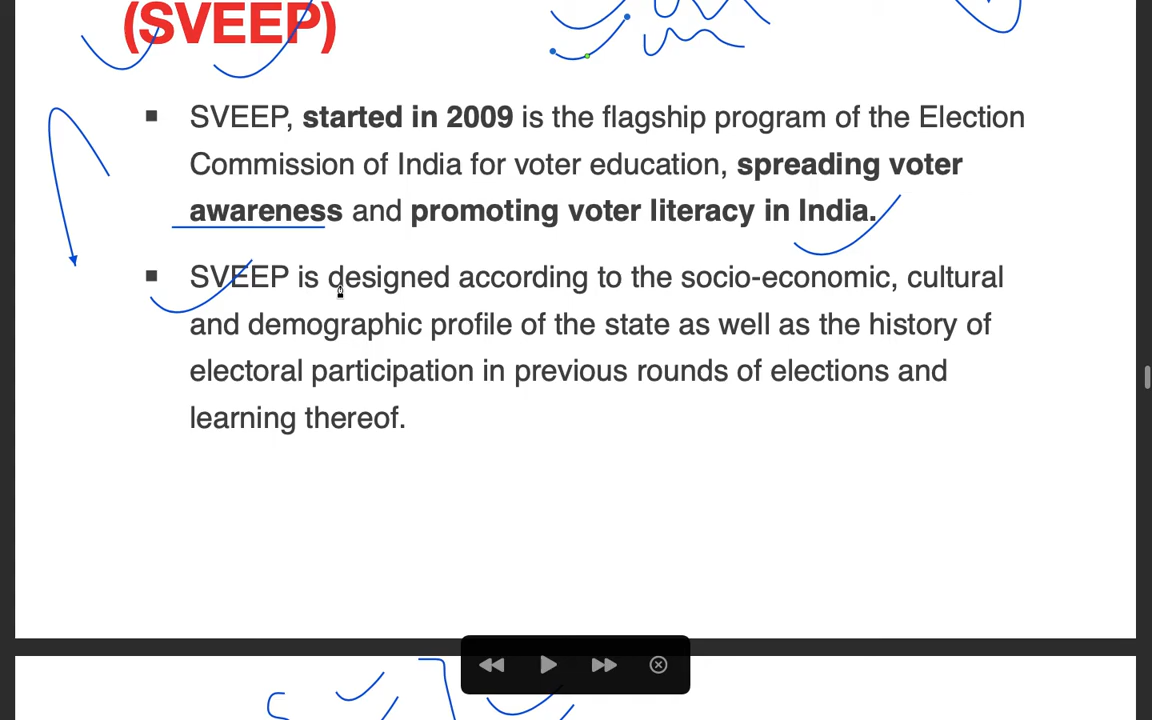 (SVEEP)
▪ SVEEP, started in 2009 is the flagship program of the Election
Commission of India for voter education, spreading voter
awareness and promoting voter literacy in India.
▪ SVEEP is designed according to the socio-economic, cultural
and demographic profile of the state as well as the history of
electoral participation in previous rounds of elections and
learning thereof.